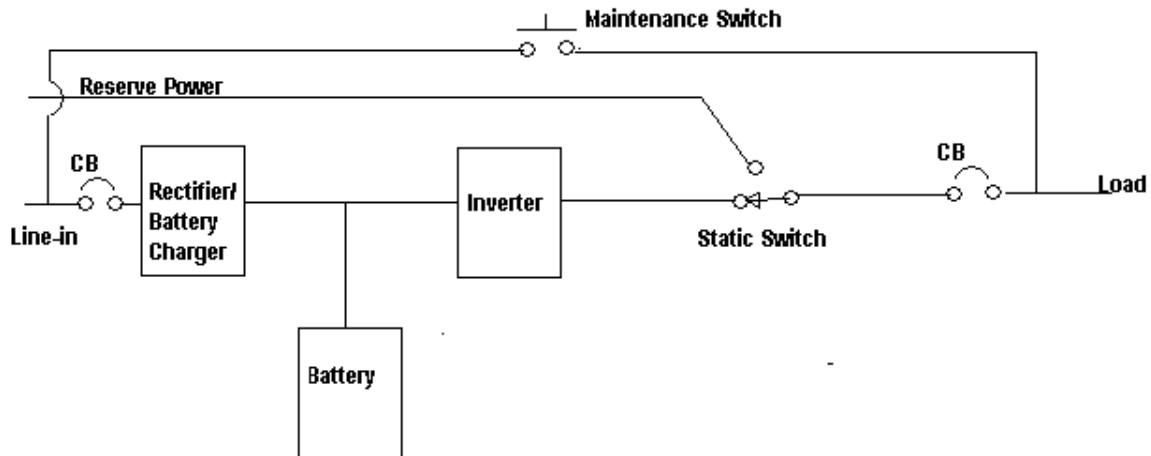 Maintenance Switch
Reserve Power
CB
Rectifier/
Battery
Charger
Inverter
CB
Load
Line-in
Static Switch
Battery